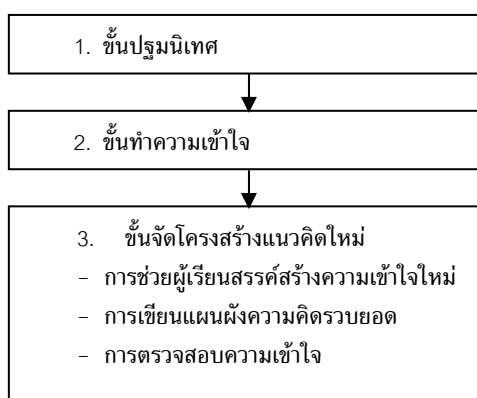 1. ขั้นปฐมนิเทศ
2. ขั้นทำความเข้าใจ
3. ขั้นจัดโครงสร้างแนวคิดใหม่
- การช่วยผู้เรียนสรรค์สร้างความเข้าใจใหม่
- การเขียนแผนผังความคิดรวบยอด
- การตรวจสอบความเข้าใจ